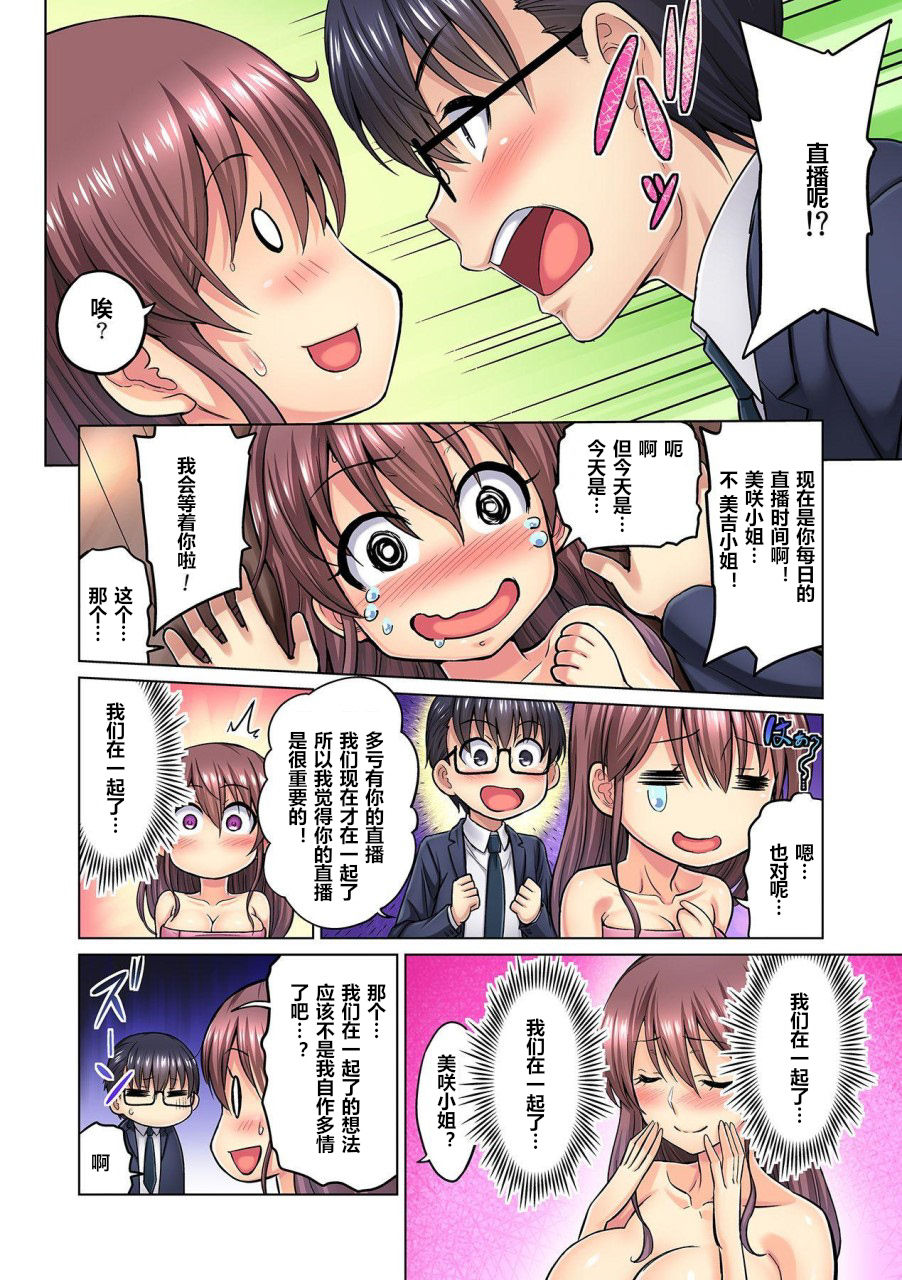 直播呢!?
唉?
现在是你每日的
直播时间啊!
美咲小姐…
不 美吉小姐!
呃
啊
但今天是…
今天是…
我会等着你啦!
这个…
那个…
はぁ〜
嗯…
也对呢…
多亏有你的直播
我们现在才在一起了
所以我觉得你的直播
是很重要的!
我们在一起了…
我们在一起了…
我们在一起了…
美咲小姐?
那个…
我们在一起了的想法
应该不是我自作多情
了吧…?
ズーン
啊